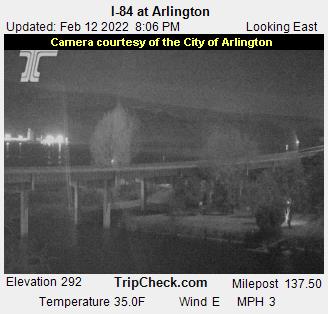 I-84 at Arlington
Updated: Feb 12 2022 8:06 PM Looking East
Camera courtesy of the City of Arlington
Elevation 292 TripCheck.com Milepost 137.50
Temperature 35.0F Wind E MPH 3